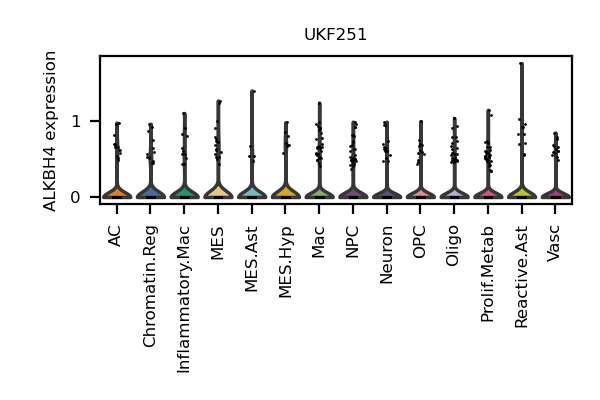 UKF251
ALKBH4 expression
1
0
AC
Chromatin.Reg
Inflammatory.Mac
MES
MES.Ast
MES.Hyp
Mac
NPC
Neuron
OPC
Oligo
Prolif.Metab
Reactive.Ast
Vasc